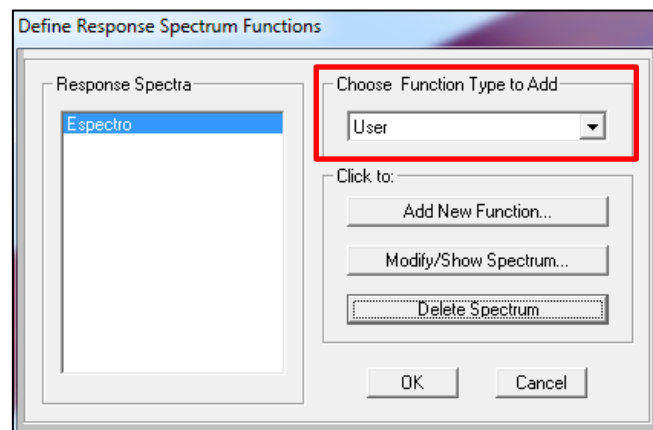 Define Response Spectrum Functions
Response Spectra
Espectro
Choose Function Type to Add
User
Click to:
Add New Function...
Modify/Show Spectrum...
Delete Spectrum
OK
Cancel